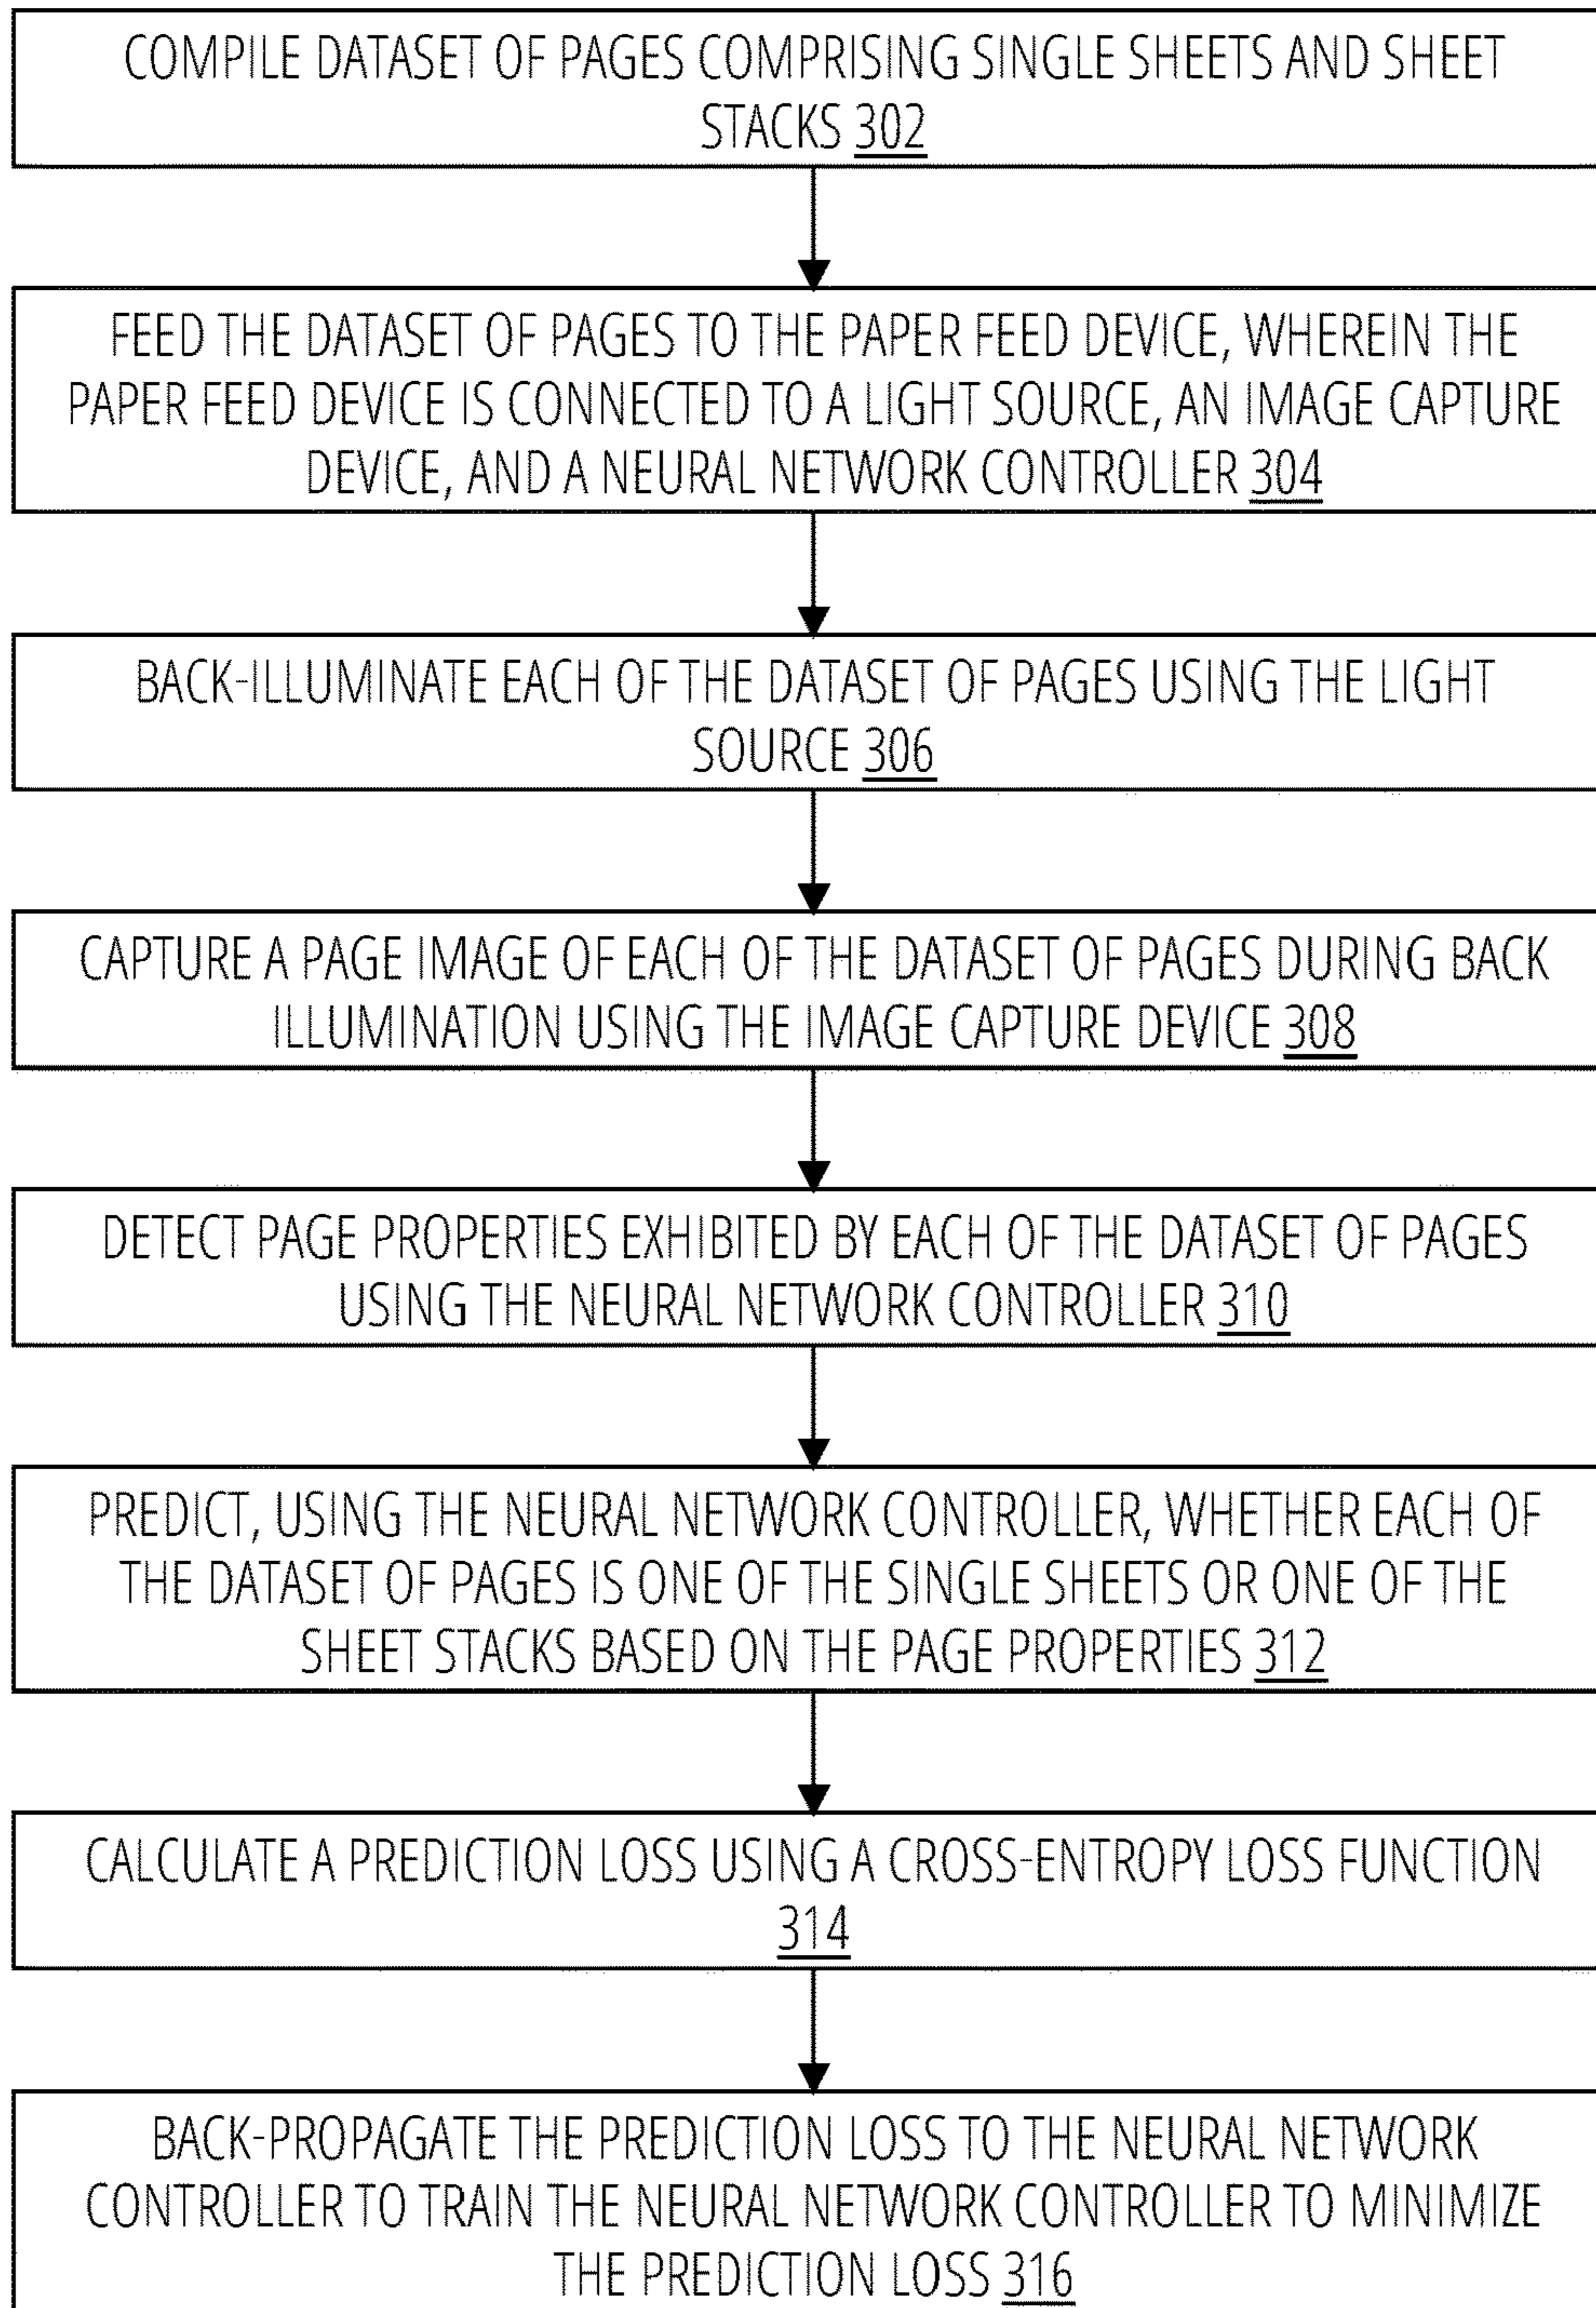 COMPILE DATASET OF PAGES COMPRISING SINGLE SHEETS AND SHEET
STACKS 302
FEED THE DATASET OF PAGES TO THE PAPER FEED DEVICE, WHEREIN THE
PAPER FEED DEVICE IS CONNECTED TO A LIGHT SOURCE, AN IMAGE CAPTURE
DEVICE, AND A NEURAL NETWORK CONTROLLER 304
BACK-ILLUMINATE EACH OF THE DATASET OF PAGES USING THE LIGHT
SOURCE 306
CAPTURE A PAGE IMAGE OF EACH OF THE DATASET OF PAGES DURING BACK
ILLUMINATION USING THE IMAGE CAPTURE DEVICE 308
DETECT PAGE PROPERTIES EXHIBITED BY EACH OF THE DATASET OF PAGES
USING THE NEURAL NETWORK CONTROLLER 310
PREDICT, USING THE NEURAL NETWORK CONTROLLER, WHETHER EACH OF
THE DATASET OF PAGES IS ONE OF THE SINGLE SHEETS OR ONE OF THE
SHEET STACKS BASED ON THE PAGE PROPERTIES 312
CALCULATE A PREDICTION LOSS USING A CROSS-ENTROPY LOSS FUNCTION
314
BACK-PROPAGATE THE PREDICTION LOSS TO THE NEURAL NETWORK
CONTROLLER TO TRAIN THE NEURAL NETWORK CONTROLLER TO MINIMIZE
THE PREDICTION LOSS 316